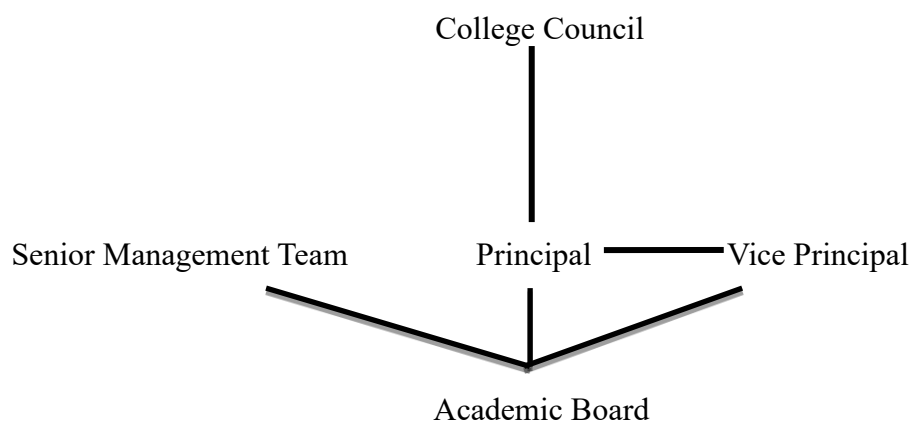 College Council
Senior Management Team Principal Vice Principal
Academic Board